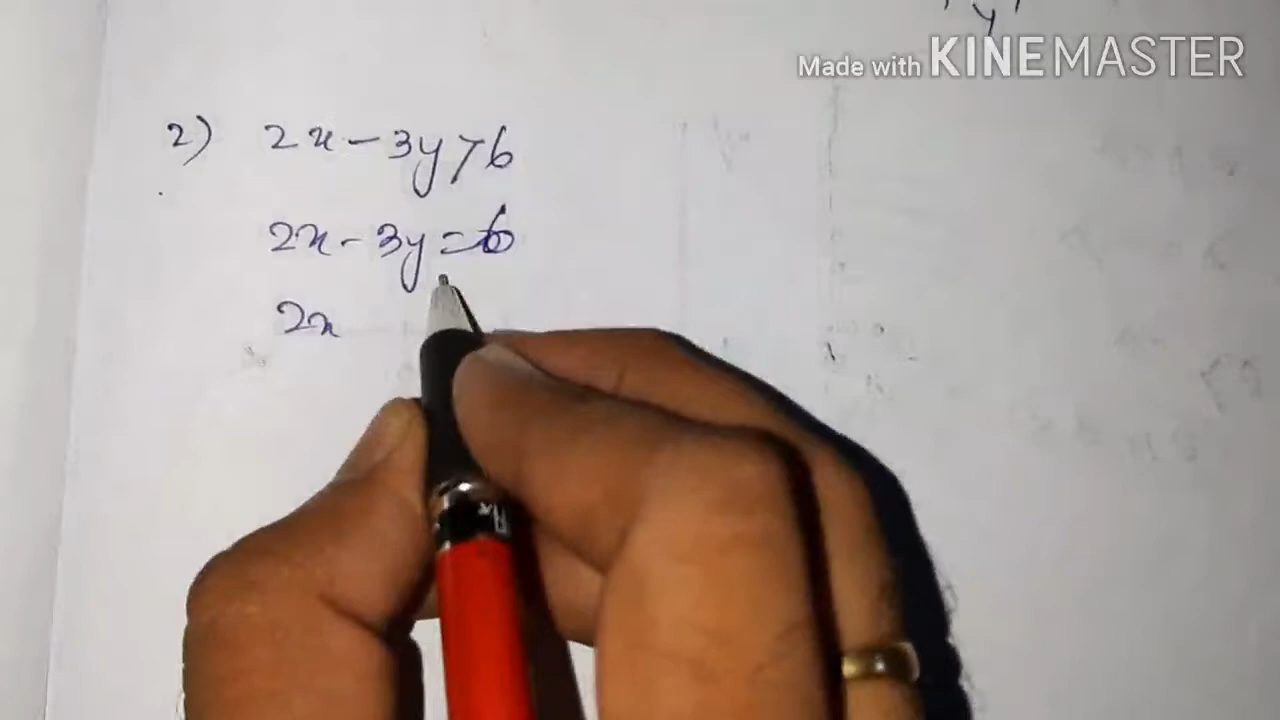 y
Made with KINEMASTER
2) 2x - 3y > 6
2x - 3y = 6
2x